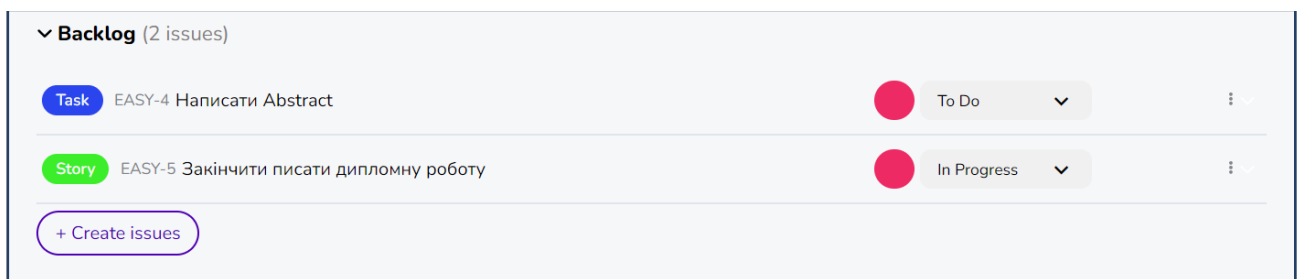 Backlog (2 issues)
Task EASY-4 Написати Abstract To Do
Story EASY-5 Закінчити писати дипломну роботу In Progress
+ Create issues